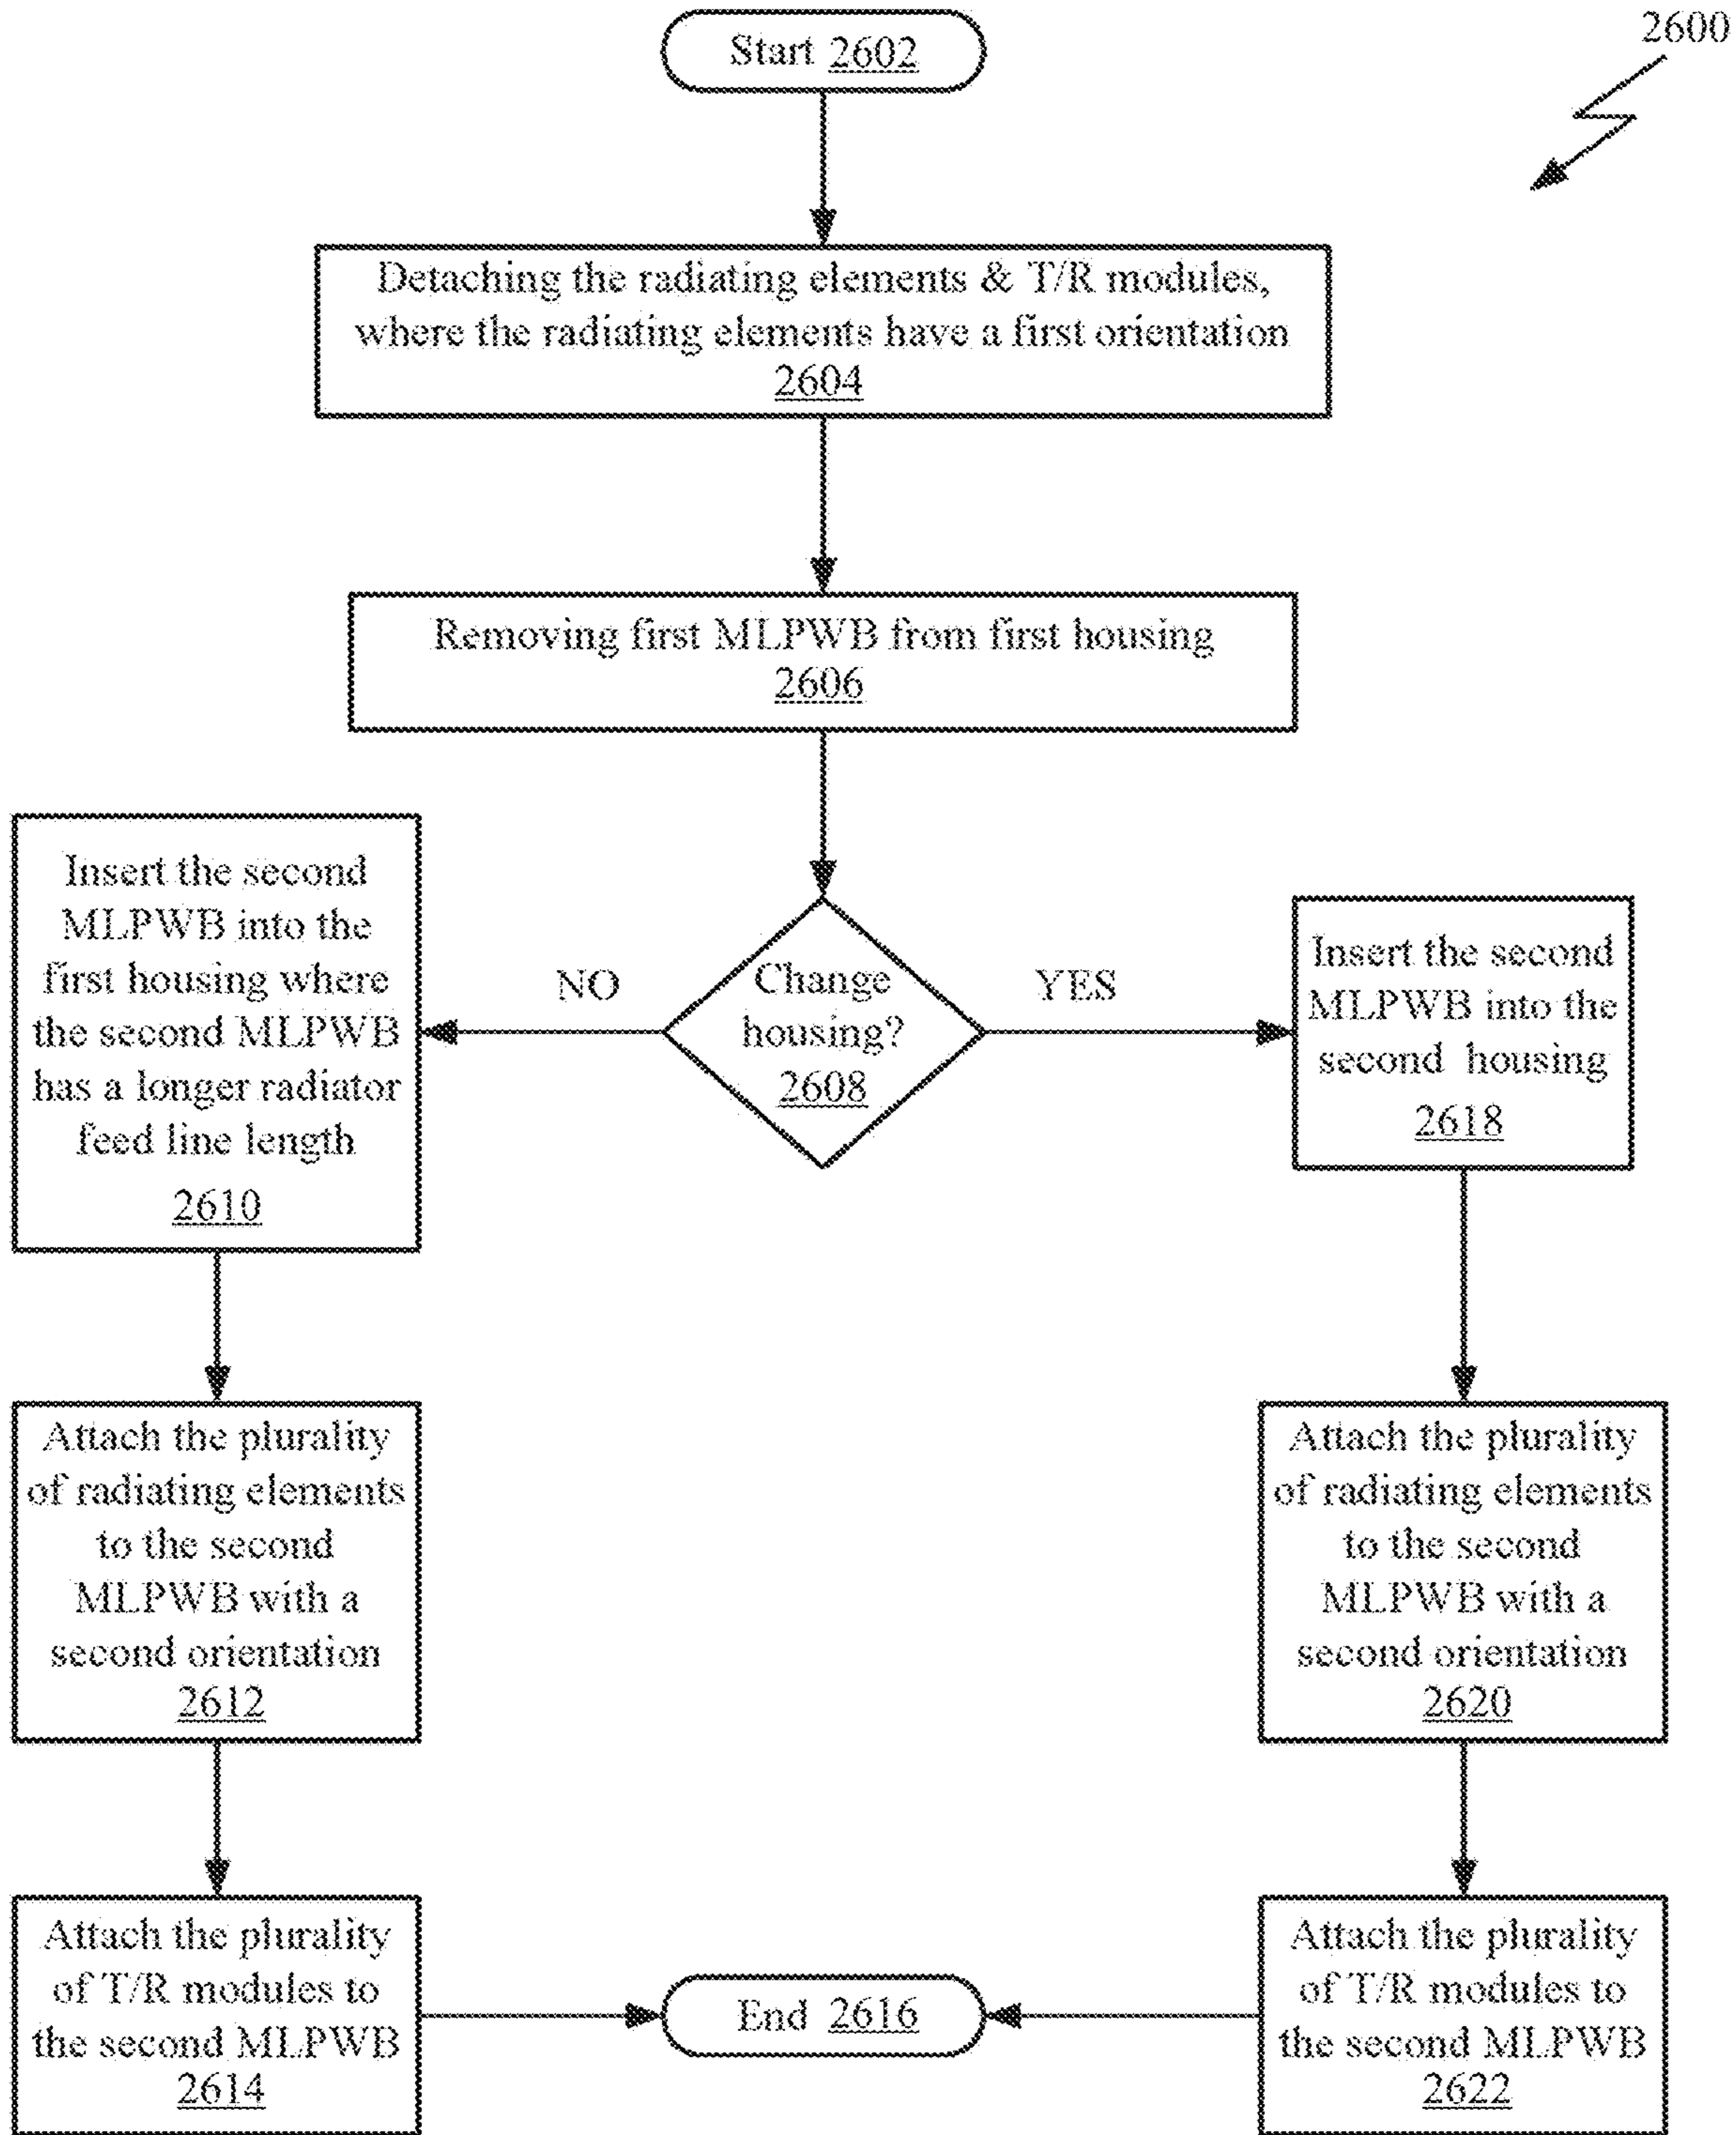 2600
Start 2602
Detaching the radiating elements & T/R modules,
where the radiating elements have a first orientation
2604
Removing first MLPWB from first housing
2606
Change
housing?
2608
NO
YES
Insert the second
MLPWB into the
first housing where
the second MLPWB
has a longer radiator
feed line length
2610
Attach the plurality
of radiating elements
to the second
MLPWB with a
second orientation
2612
Attach the plurality
of T/R modules to
the second MLPWB
2614
Insert the second
MLPWB into the
second housing
2618
Attach the plurality
of radiating elements
to the second
MLPWB with a
second orientation
2620
Attach the plurality
of T/R modules to
the second MLPWB
2622
End 2616